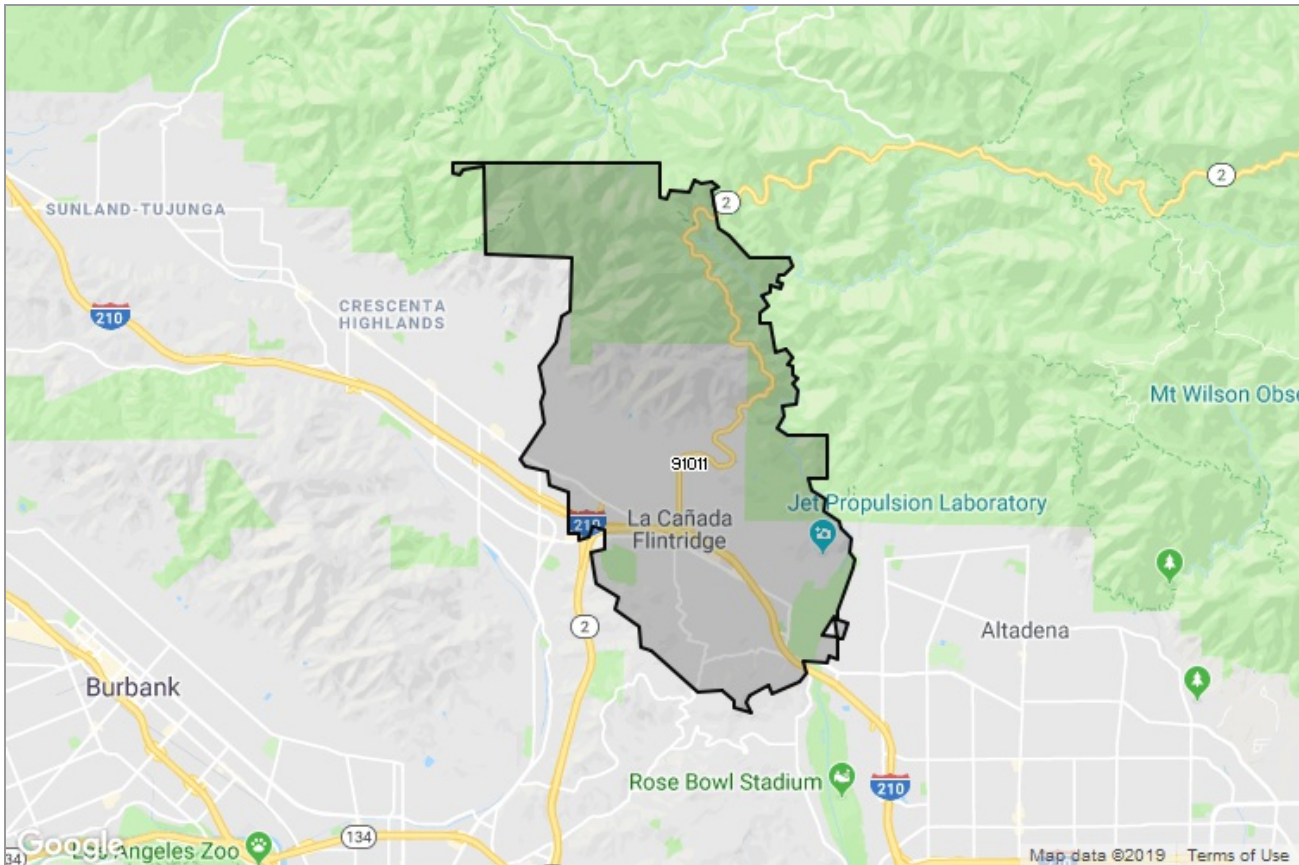 2
2
SUNLAND-TUJUNGA
CRESCENTA
HIGHLANDS
210
Mt Wilson Obse
91011
Jet Propulsion Laboratory
210
La Cañada
Flintridge
2
Altadena
Burbank
Rose Bowl Stadium
210
134
34)
Google
Los Angeles Zoo
Map data ©2019
Terms of Use